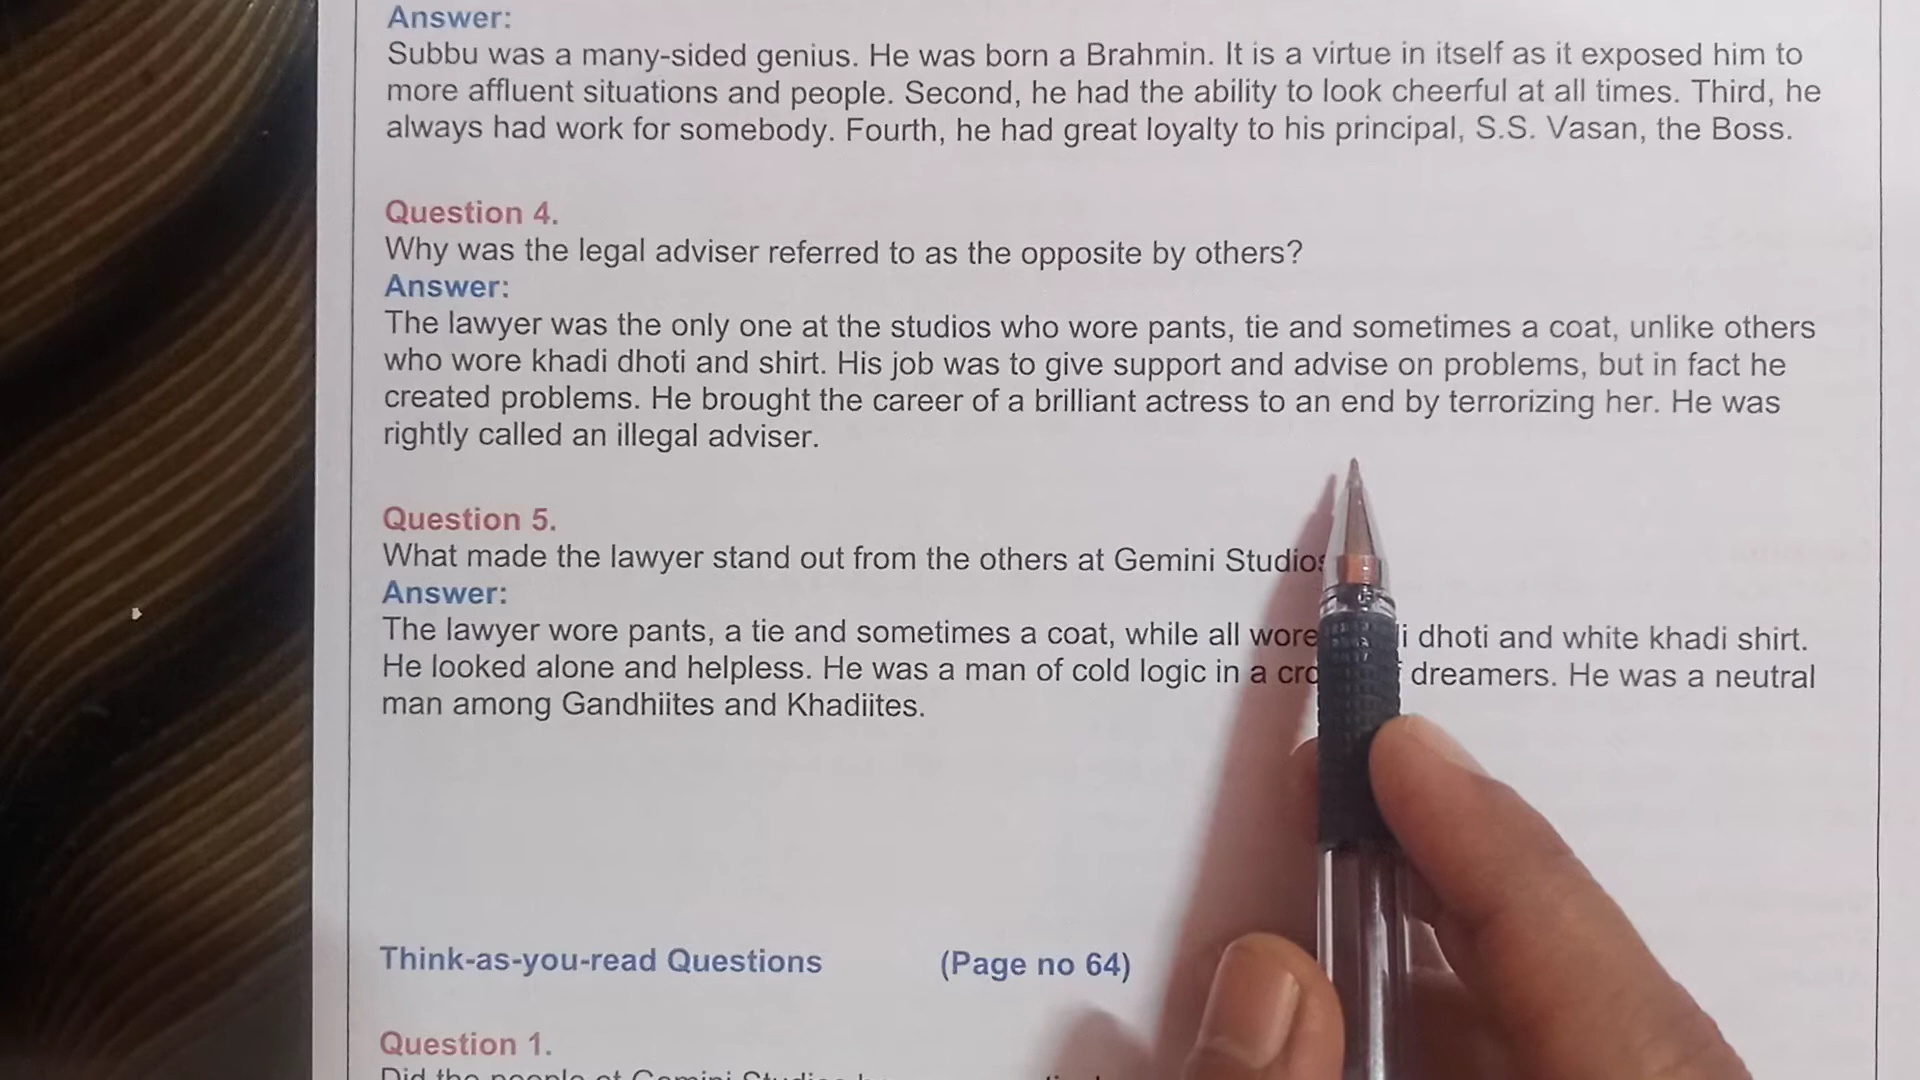 Answer:
Subbu was a many-sided genius. He was born a Brahmin. It is a virtue in itself as it exposed him to
more affluent situations and people. Second, he had the ability to look cheerful at all times. Third, he
always had work for somebody. Fourth, he had great loyalty to his principal, S.S. Vasan, the Boss.
Question 4.
Why was the legal adviser referred to as the opposite by others?
Answer:
The lawyer was the only one at the studios who wore pants, tie and sometimes a coat, unlike others
who wore khadi dhoti and shirt. His job was to give support and advise on problems, but in fact he
created problems. He brought the career of a brilliant actress to an end by terrorizing her. He was
rightly called an illegal adviser.
Question 5.
What made the lawyer stand out from the others at Gemini Studios
Answer:
The lawyer wore pants, a tie and sometimes a coat, while all wore dhoti and white khadi shirt.
He looked alone and helpless. He was a man of cold logic in a dreamers. He was a neutral
man among Gandhiites and Khadiites.
Think-as-you-read Questions (Page no 64)
Question 1.
Did the people at Gemini Studios